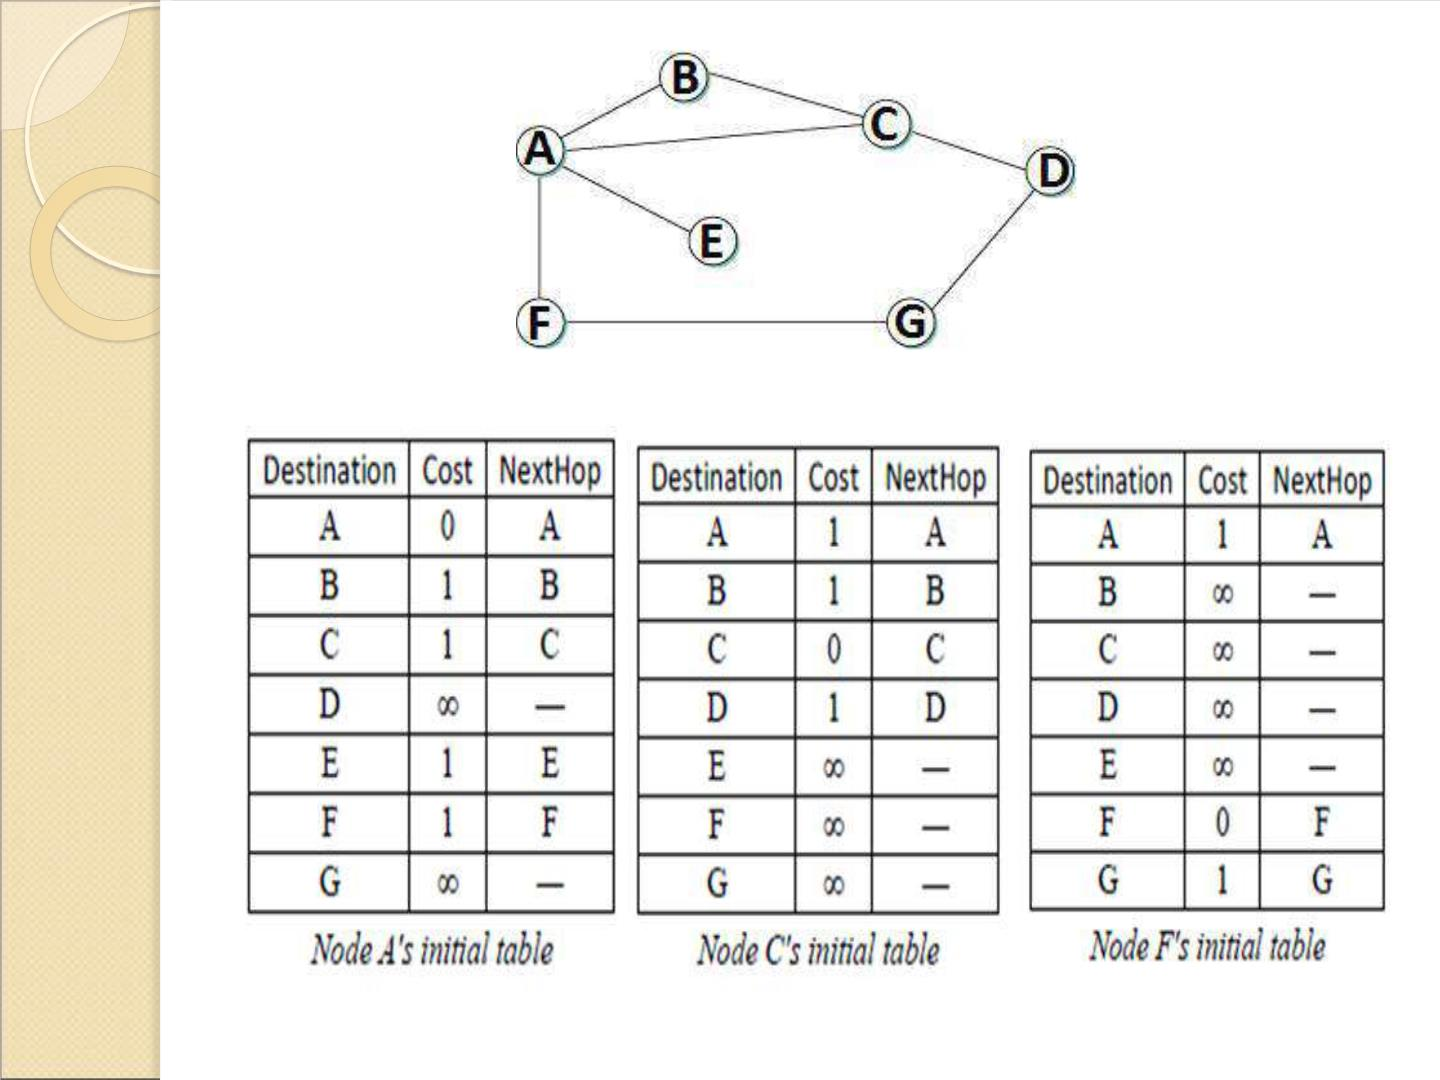 B
C
A
D
E
F
G
Destination Cost NextHop
A 0 A
B 1 B
C 1 C
D ∞ —
E 1 E
F 1 F
G ∞ —
Node A's initial table
Destination Cost NextHop
A 1 A
B 1 B
C 0 C
D 1 D
E ∞ —
F ∞ —
G ∞ —
Node C's initial table
Destination Cost NextHop
A 1 A
B ∞ —
C ∞ —
D ∞ —
E ∞ —
F 0 F
G 1 G
Node F's initial table